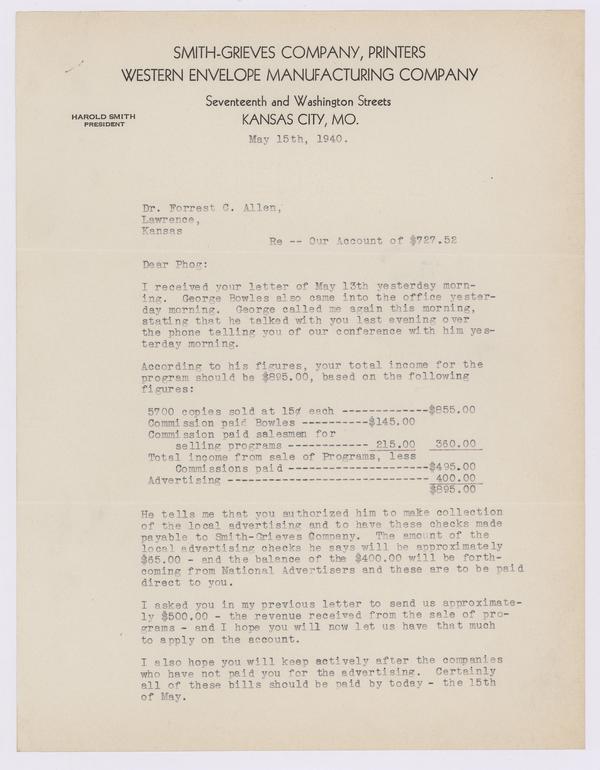 SMITH-GRIEVES COMPANY, PRINTERS
WESTERN ENVELOPE MANUFACTURING COMPANY
Seventeenth and Washington Streets
KANSAS CITY, MO.
HAROLD SMITH
PRESIDENT
May 15th, 1940.
Dr. Forrest C. Allen,
Lawrence,
Kansas
Re -- Our Account of $727.52
Dear Phog:
I received your letter of May 13th yesterday morn-
ing. George Bowles also came into the office yester-
day morning. George called me again this morning,
stating that he talked with you last evening over
the phone telling you of our conference with him yes-
terday morning.
According to his figures, your total income for the
program should be $895.00, based on the following
figures:
5700 copies sold at 15¢ each -------------$855.00
Commission paid Bowles ----------$145.00
Commission paid salesmen for
selling programs ------------ 215.00 360.00
Total income from sale of Programs, less
Commissions paid ---------------------$495.00
Advertising ------------------------------ 400.00
$895.00
He tells me that you authorized him to make collection
of the local advertising and to have these checks made
payable to Smith-Grieves Company. The amount of the
local advertising checks he says will be approximately
$65.00 - and the balance of the $400.00 will be forth-
coming from National Advertisers and these are to be paid
direct to you.
I asked you in my previous letter to send us approximate-
ly $500.00 - the revenue received from the sale of pro-
grams - and I hope you will now let us have that much
to apply on the account.
I also hope you will keep actively after the companies
who have not paid you for the advertising. Certainly
all of these bills should be paid by today - the 15th
of May.